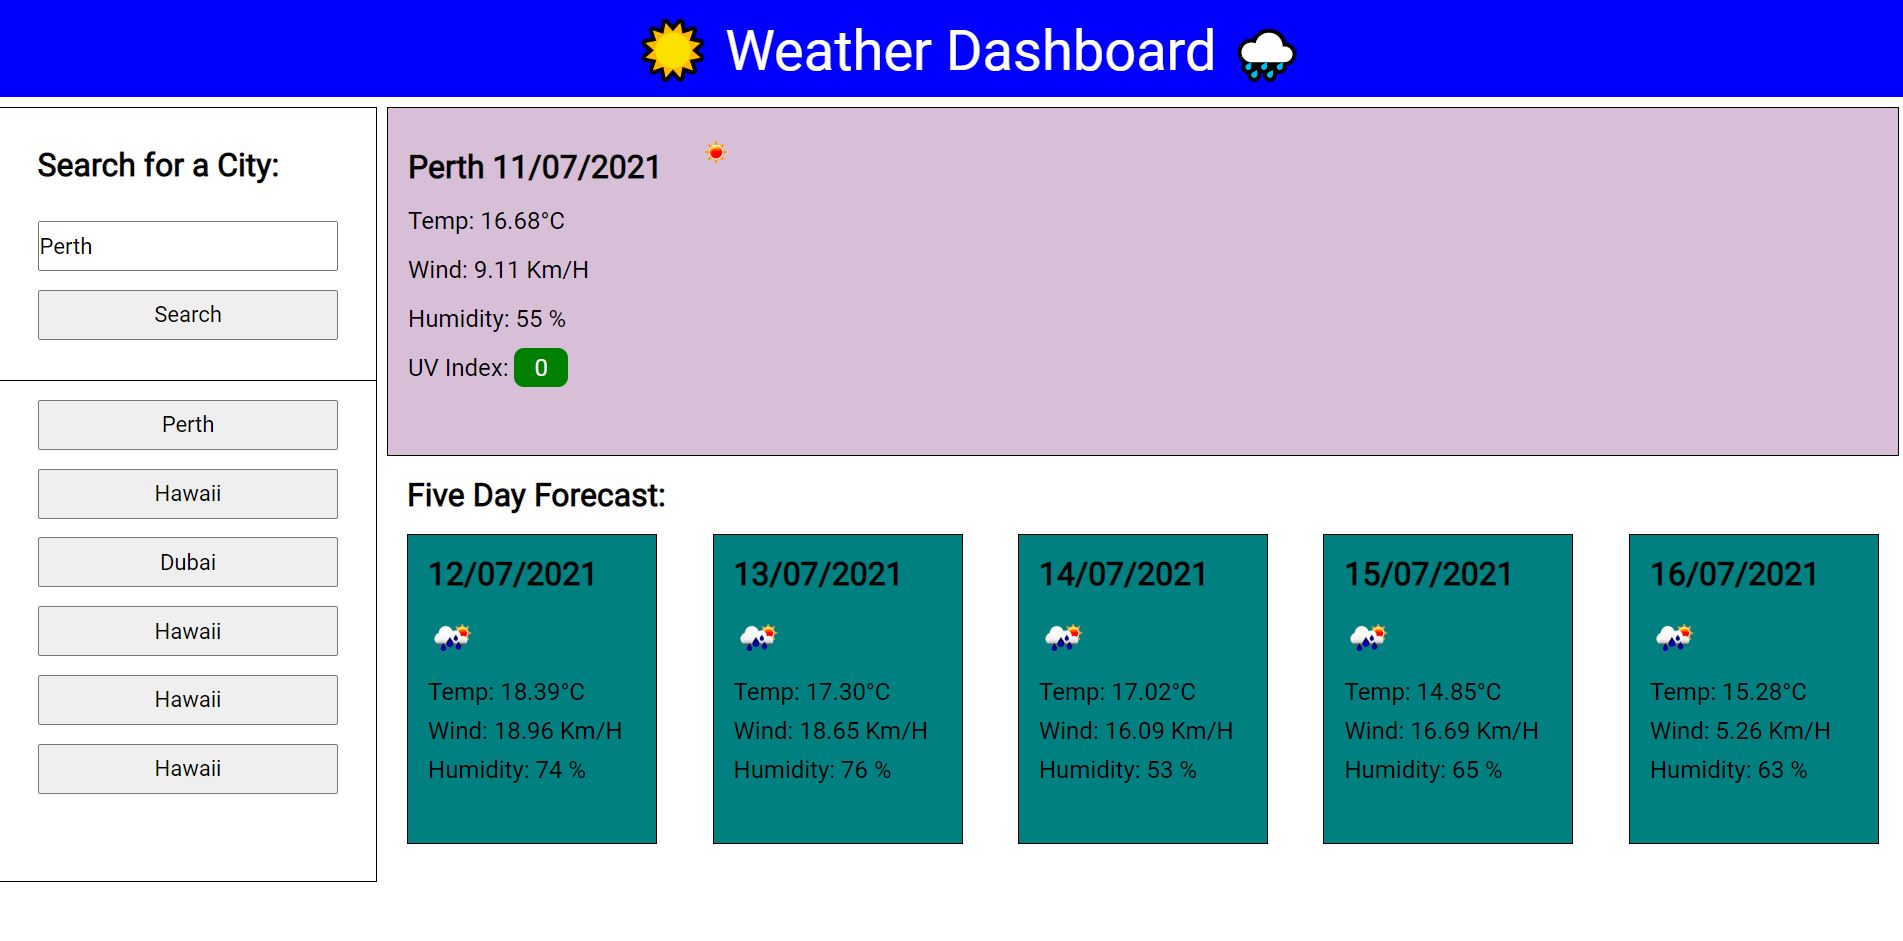 Weather Dashboard
Search for a City:
Perth
Search
Perth
Hawaii
Dubai
Hawaii
Hawaii
Hawaii
Perth 11/07/2021
Temp: 16.68°C
Wind: 9.11 Km/H
Humidity: 55 %
UV Index: 0
Five Day Forecast:
12/07/2021
Temp: 18.39°C
Wind: 18.96 Km/H
Humidity: 74 %
13/07/2021
Temp: 17.30°C
Wind: 18.65 Km/H
Humidity: 76 %
14/07/2021
Temp: 17.02°C
Wind: 16.09 Km/H
Humidity: 53 %
15/07/2021
Temp: 14.85°C
Wind: 16.69 Km/H
Humidity: 65 %
16/07/2021
Temp: 15.28°C
Wind: 5.26 Km/H
Humidity: 63 %